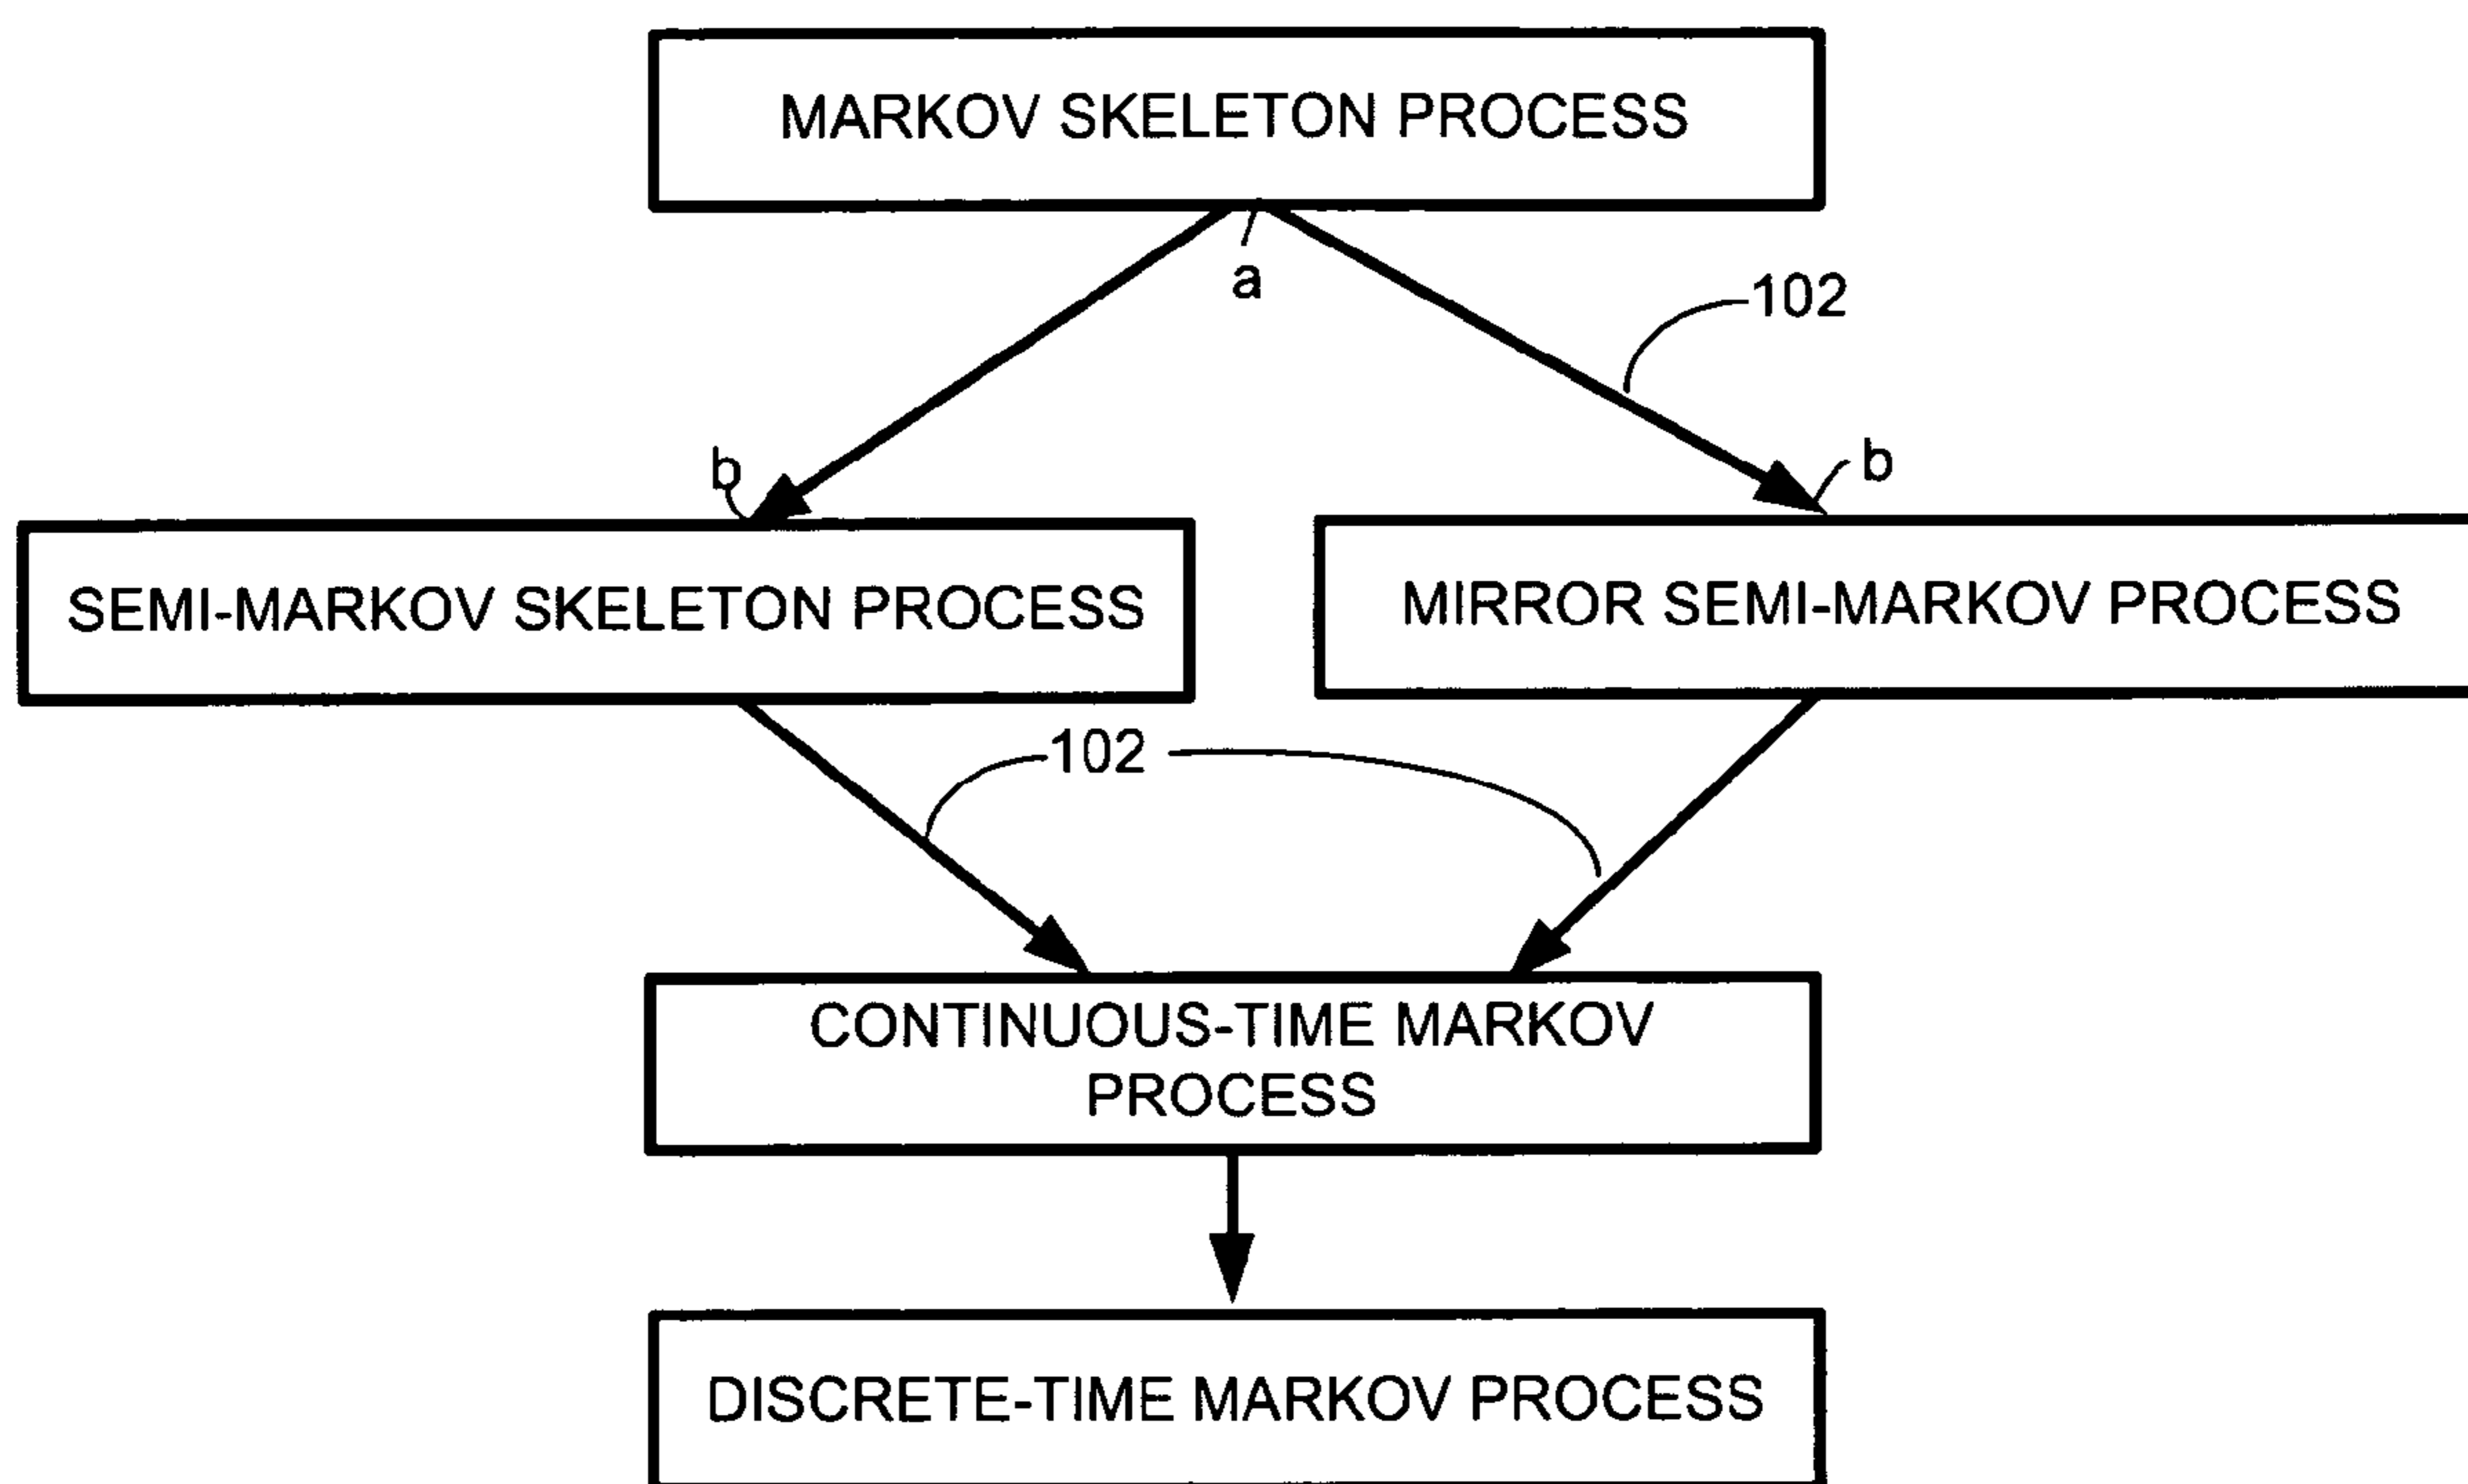 MARKOV SKELETON PROCESS
a
102
b
b
SEMI-MARKOV SKELETON PROCESS
MIRROR SEMI-MARKOV PROCESS
102
CONTINUOUS-TIME MARKOV
PROCESS
DISCRETE-TIME MARKOV PROCESS